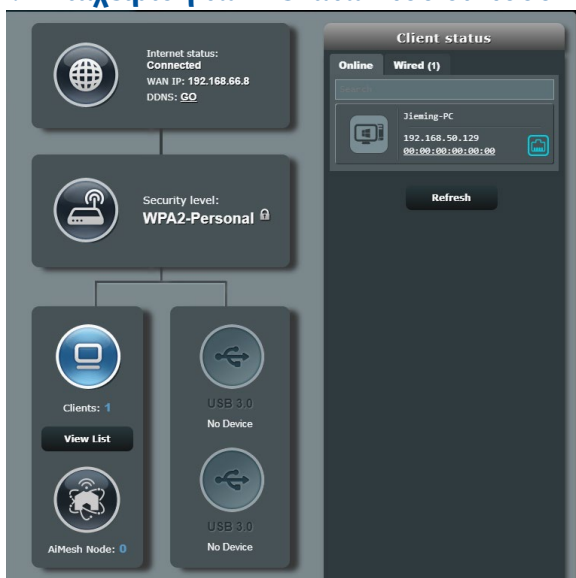 Internet status:
Connected
WAN IP: 192.168.66.8
DDNS: GO
Security level:
WPA2-Personal
Clients: 1
View List
AiMesh Node: 0
USB 3.0
No Device
USB 3.0
No Device
Client status
Online Wired (1)
Search
Jieming-PC
192.168.50.129
00:00:00:00:00:00
Refresh